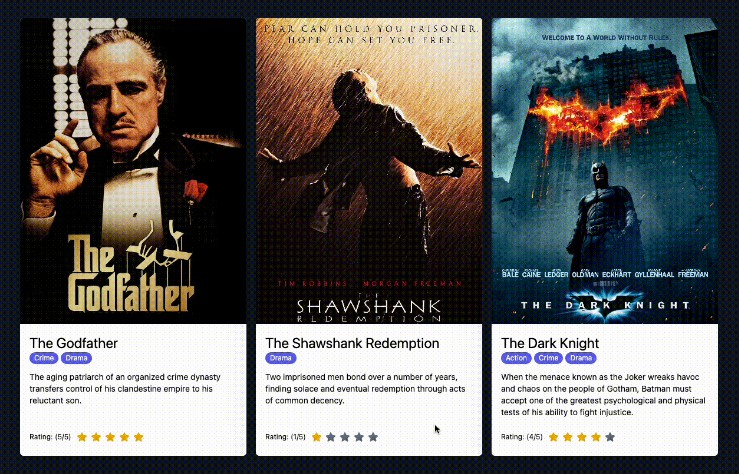 The
Godfather
The Godfather
Crime Drama
The aging patriarch of an organized crime dynasty
transfers control of his clandestine empire to his
reluctant son.
Rating: (5/5)
FEAR CAN HOLD YOU PRISONER.
HOPE CAN SET YOU FREE.
TIM ROBBINS MORGAN FREEMAN
THE
SHAWSHANK
REDEMPTION
The Shawshank Redemption
Drama
Two imprisoned men bond over a number of years,
finding solace and eventual redemption through acts
of common decency.
Rating: (1/5)
WELCOME TO A WORLD WITHOUT RULES.
BALE CAINE LEDGER OLDMAN ECKHART GYLLENHAAL FREEMAN
THE DARK KNIGHT
The Dark Knight
Action Crime Drama
When the menace known as the Joker wreaks havoc
and chaos on the people of Gotham, Batman must
accept one of the greatest psychological and physical
tests of his ability to fight injustice.
Rating: (4/5)